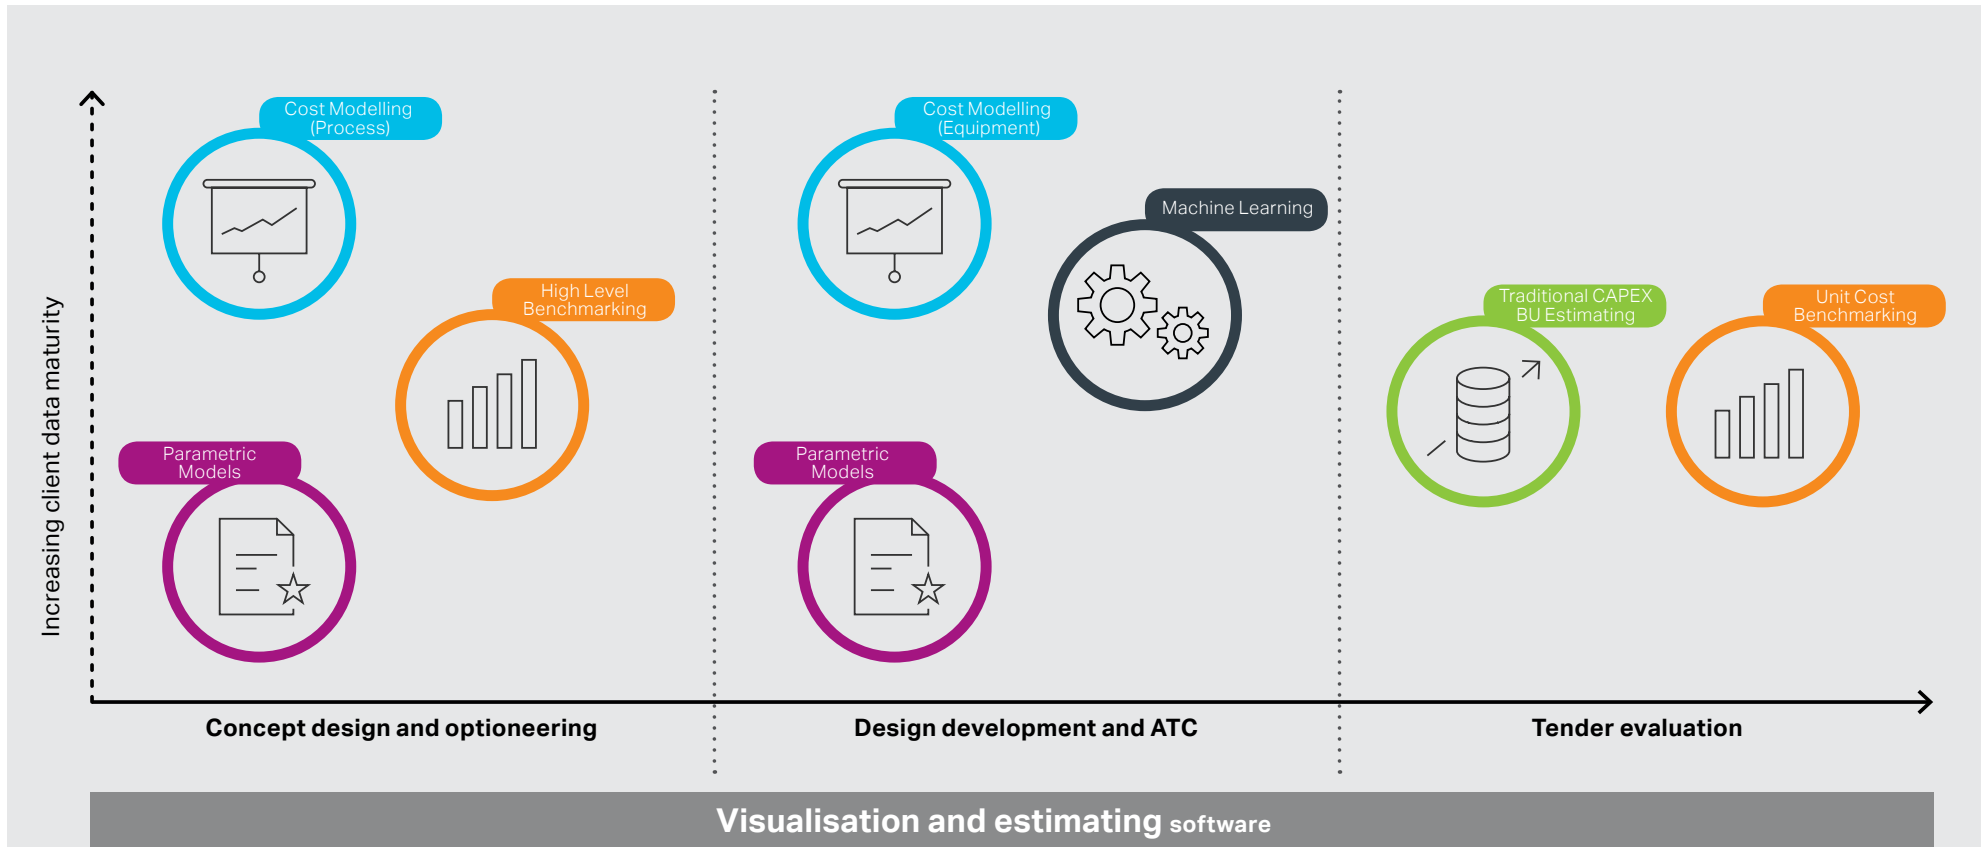 Cost Modelling
(Process)
High Level
Benchmarking
Parametric
Models
Cost Modelling
(Equipment)
Machine Learning
Parametric
Models
Traditional CAPEX
BU Estimating
Unit Cost
Benchmarking
Increasing client data maturity
Concept design and optioneering
Design development and ATC
Tender evaluation
Visualisation and estimating software